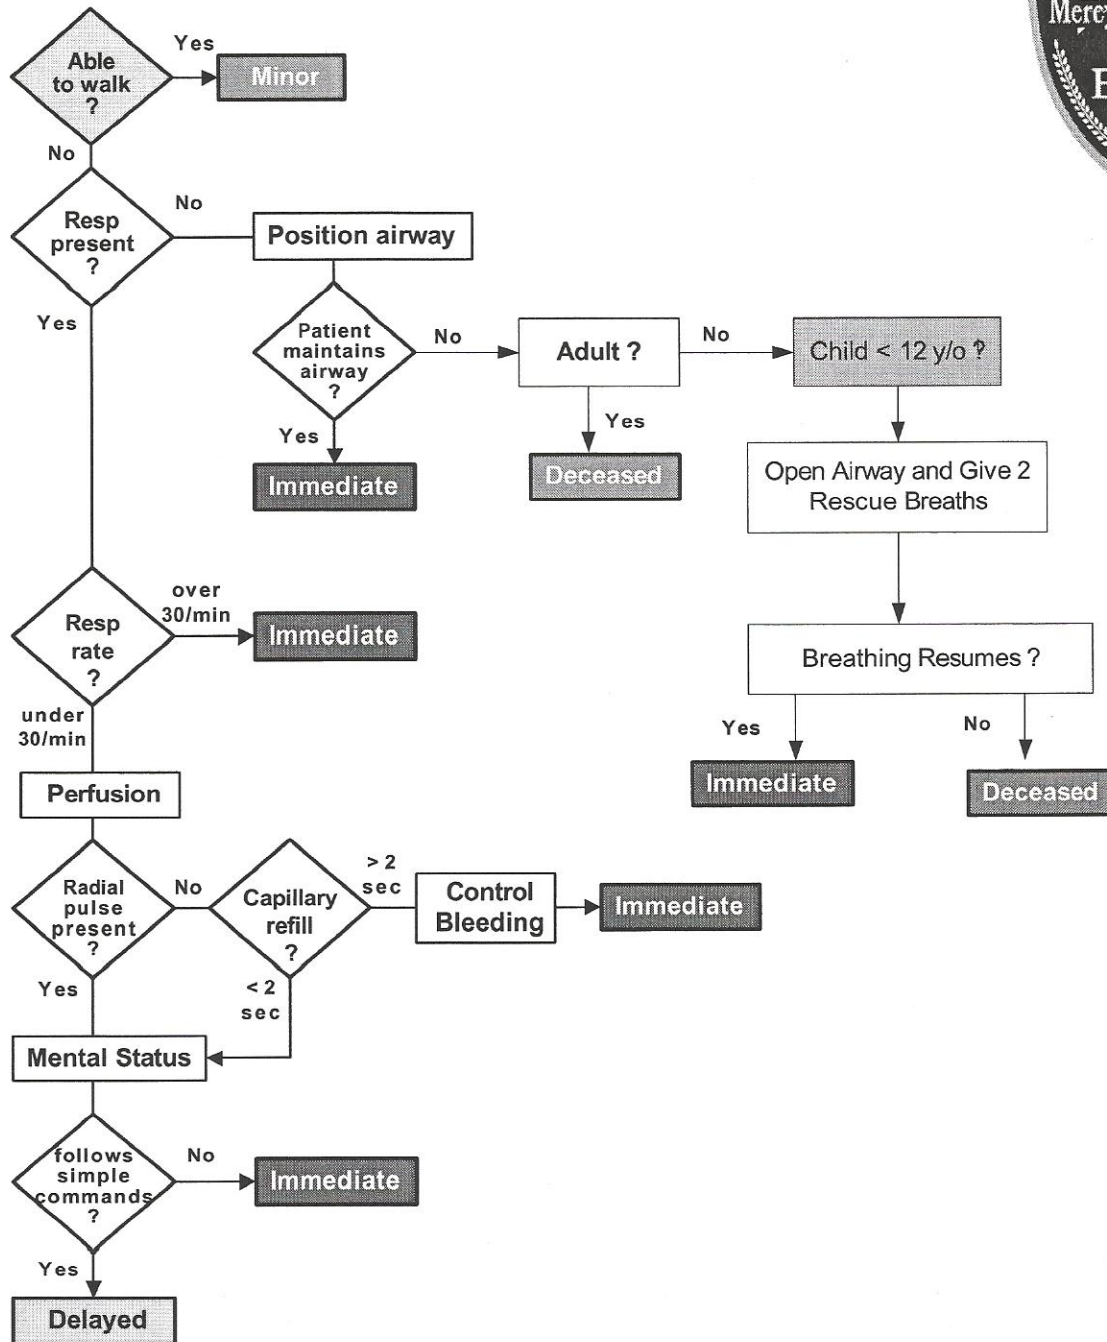 Mercy
E
Able
to walk
?
Yes
Minor
No
Resp
present
?
No
Position airway
Yes
Patient
maintains
airway
?
No
Adult ?
No
Child < 12 y/o ?
Yes
Immediate
Yes
Deceased
Open Airway and Give 2
Rescue Breaths
Resp
rate
?
over
30/min
Immediate
Breathing Resumes ?
Yes
No
Immediate
Deceased
under
30/min
Perfusion
Radial
pulse
present
?
No
Capillary
refill
?
> 2
sec
Control
Bleeding
Immediate
Yes
< 2
sec
Mental Status
follows
simple
commands
?
No
Immediate
Yes
Delayed